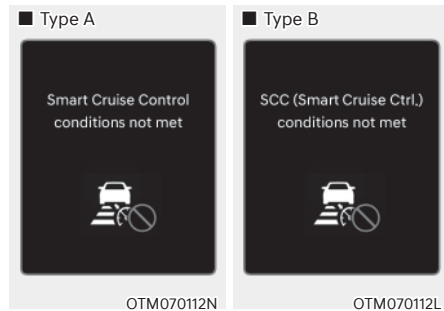 ■ Type A
Smart Cruise Control
conditions not met
OTM070112N
■ Type B
SCC (Smart Cruise Ctrl.)
conditions not met
OTM070112L